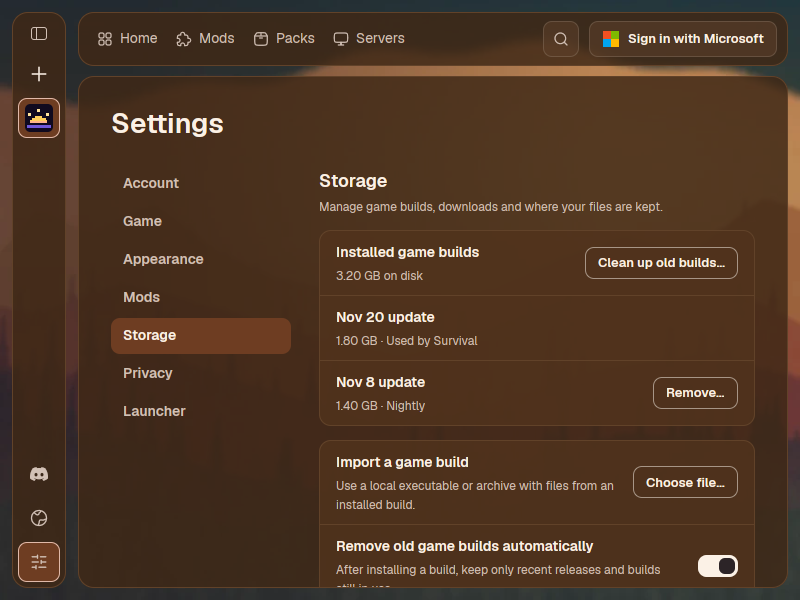 Home
Mods
Packs
Servers
Sign in with Microsoft
Settings
Account
Game
Appearance
Mods
Storage
Privacy
Launcher
Storage
Manage game builds, downloads and where your files are kept.
Installed game builds
3.20 GB on disk
Clean up old builds...
Nov 20 update
1.80 GB · Used by Survival
Nov 8 update
1.40 GB · Nightly
Remove...
Import a game build
Use a local executable or archive with files from an
installed build.
Choose file...
Remove old game builds automatically
After installing a build, keep only recent releases and builds